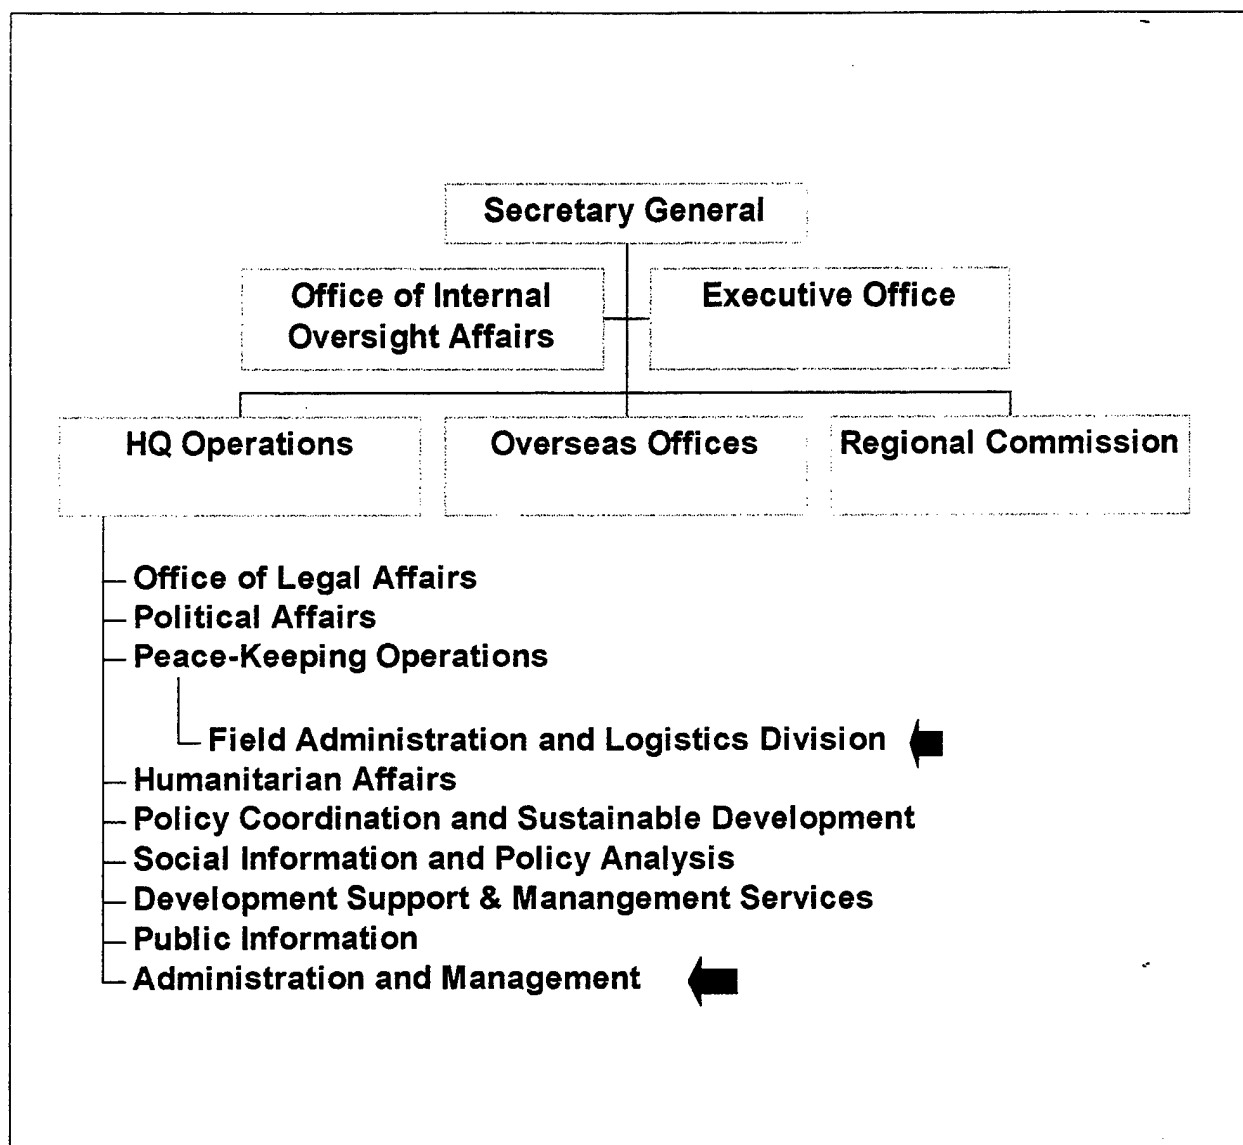 Secretary General
Office of Internal
Oversight Affairs
Executive Office
HQ Operations
Overseas Offices
Regional Commission
Office of Legal Affairs
Political Affairs
Peace-Keeping Operations
Field Administration and Logistics Division
Humanitarian Affairs
Policy Coordination and Sustainable Development
Social Information and Policy Analysis
Development Support & Manangement Services
Public Information
Administration and Management